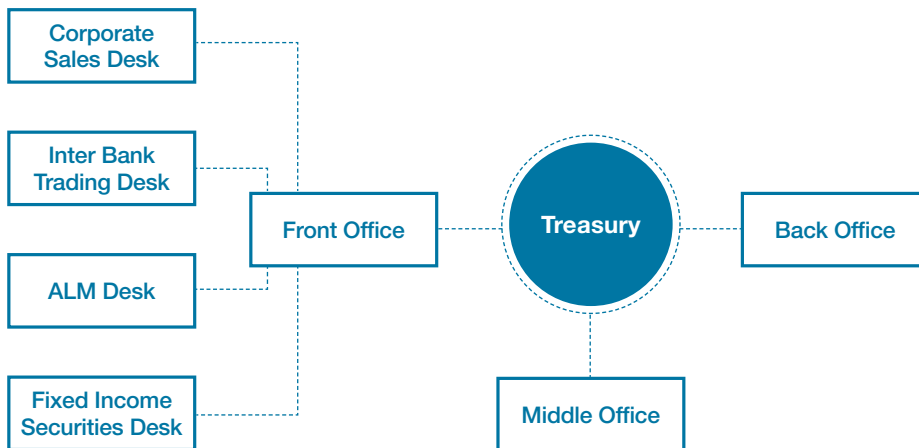 Corporate
Sales Desk
Inter Bank
Trading Desk
ALM Desk
Fixed Income
Securities Desk
Front Office
Treasury
Middle Office
Back Office